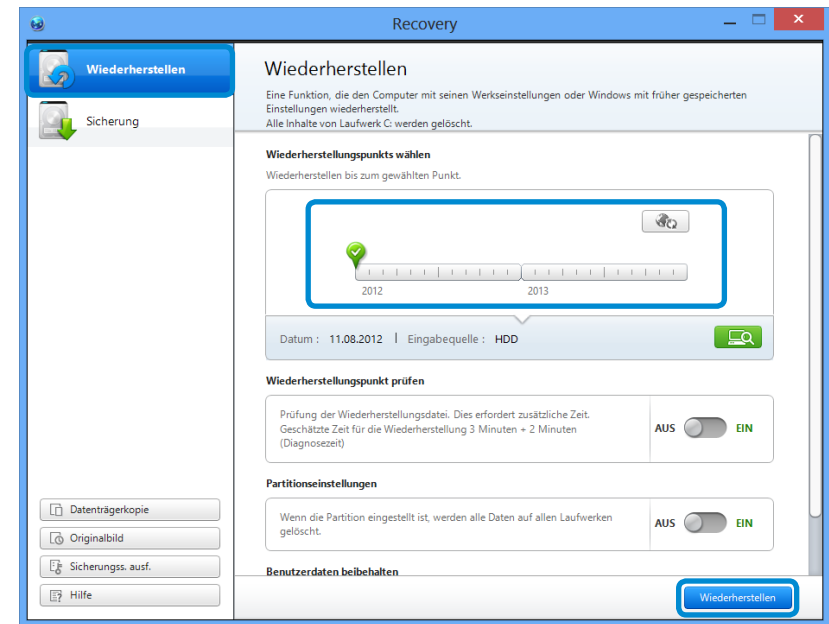 Recovery
Wiederherstellen
Sicherung
Datenträgerkopie
Originalbild
Sicherungss. ausf.
Hilfe
Wiederherstellen
Eine Funktion, die den Computer mit seinen Werkseinstellungen oder Windows mit früher gespeicherten
Einstellungen wiederherstellt.
Alle Inhalte von Laufwerk C: werden gelöscht.
Wiederherstellungspunkts wählen
Wiederherstellen bis zum gewählten Punkt.
2012 2013
Datum : 11.08.2012 | Eingabequelle : HDD
Wiederherstellungspunkt prüfen
Prüfung der Wiederherstellungsdatei. Dies erfordert zusätzliche Zeit.
Geschätzte Zeit für die Wiederherstellung 3 Minuten + 2 Minuten
(Diagnosezeit)
AUS EIN
Partitionseinstellungen
Wenn die Partition eingestellt ist, werden alle Daten auf allen Laufwerken
gelöscht.
AUS EIN
Benutzerdaten beibehalten
Wiederherstellen